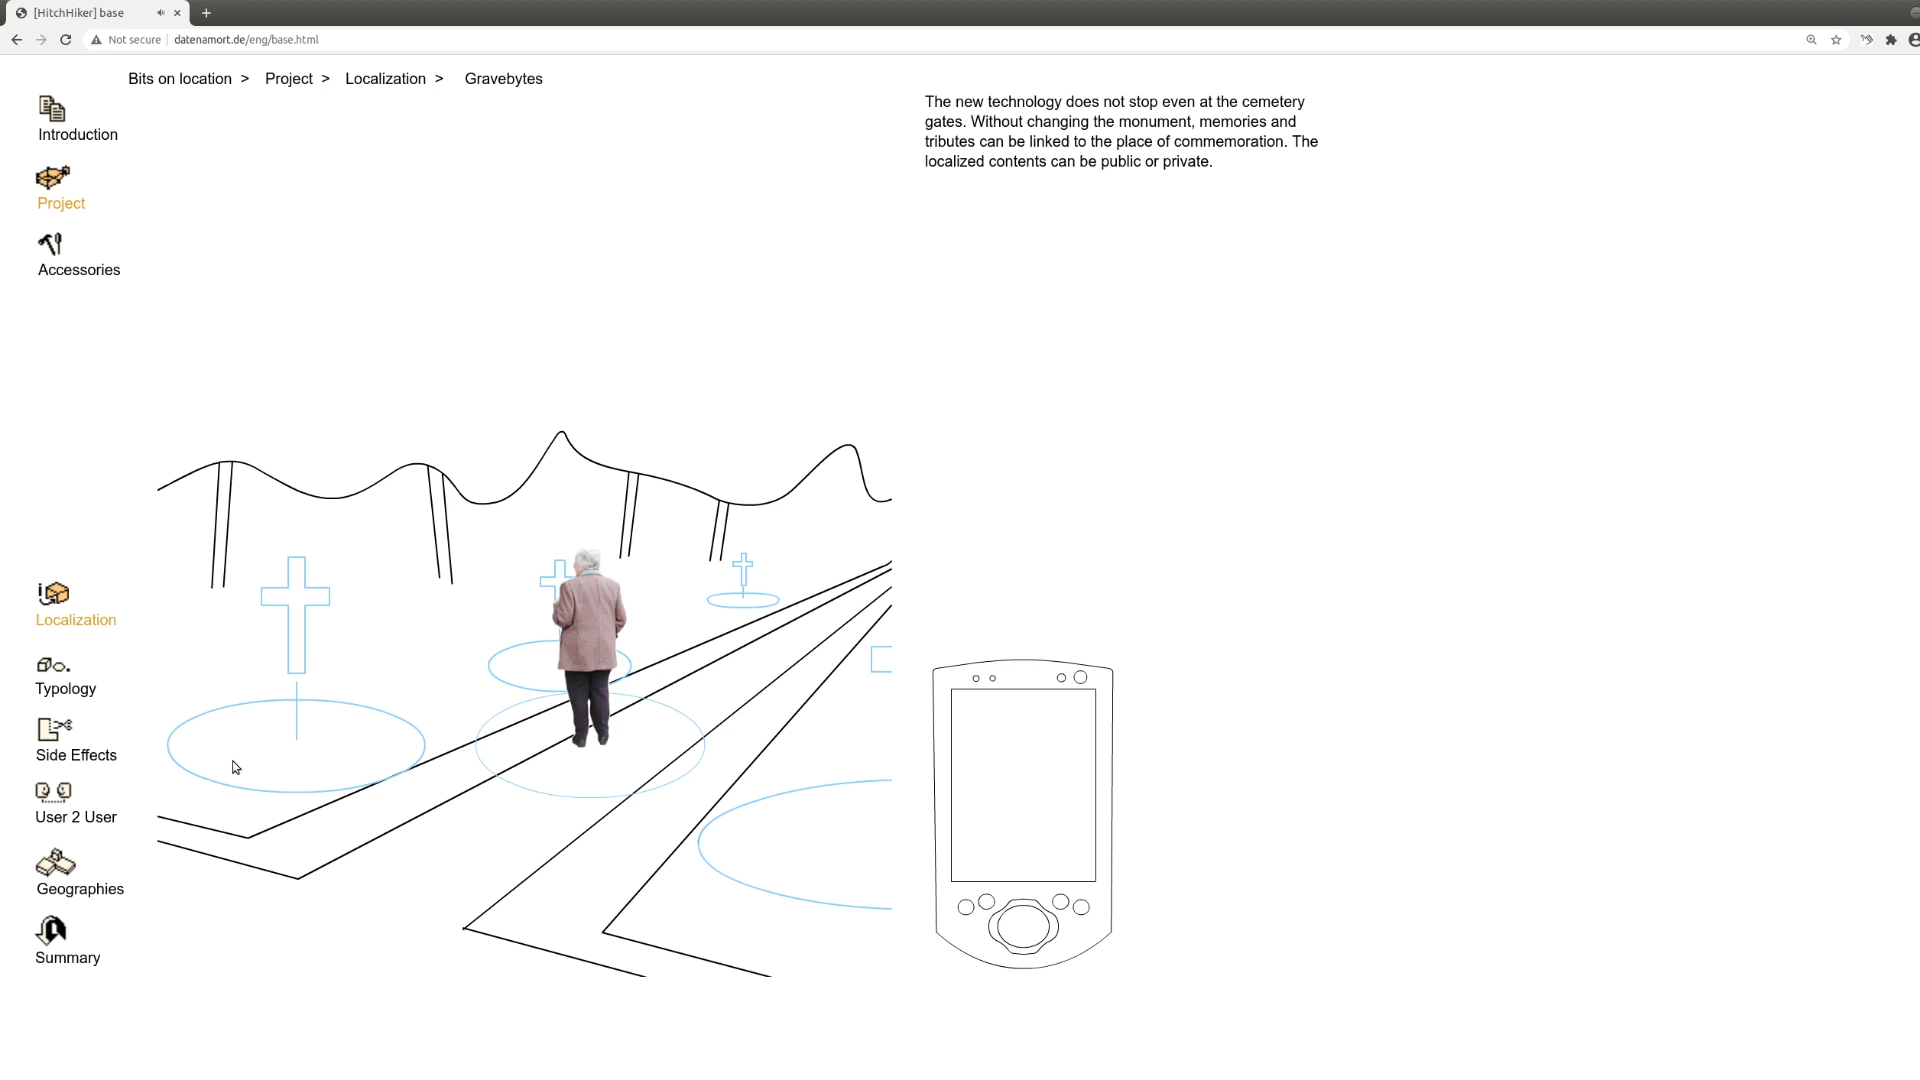 [HitchHiker] base
Not secure | datenamort.de/eng/base.html
Bits on location > Project > Localization > Gravebytes
Introduction
Project
Accessories
The new technology does not stop even at the cemetery
gates. Without changing the monument, memories and
tributes can be linked to the place of commemoration. The
localized contents can be public or private.
Localization
Typology
Side Effects
User 2 User
Geographies
Summary